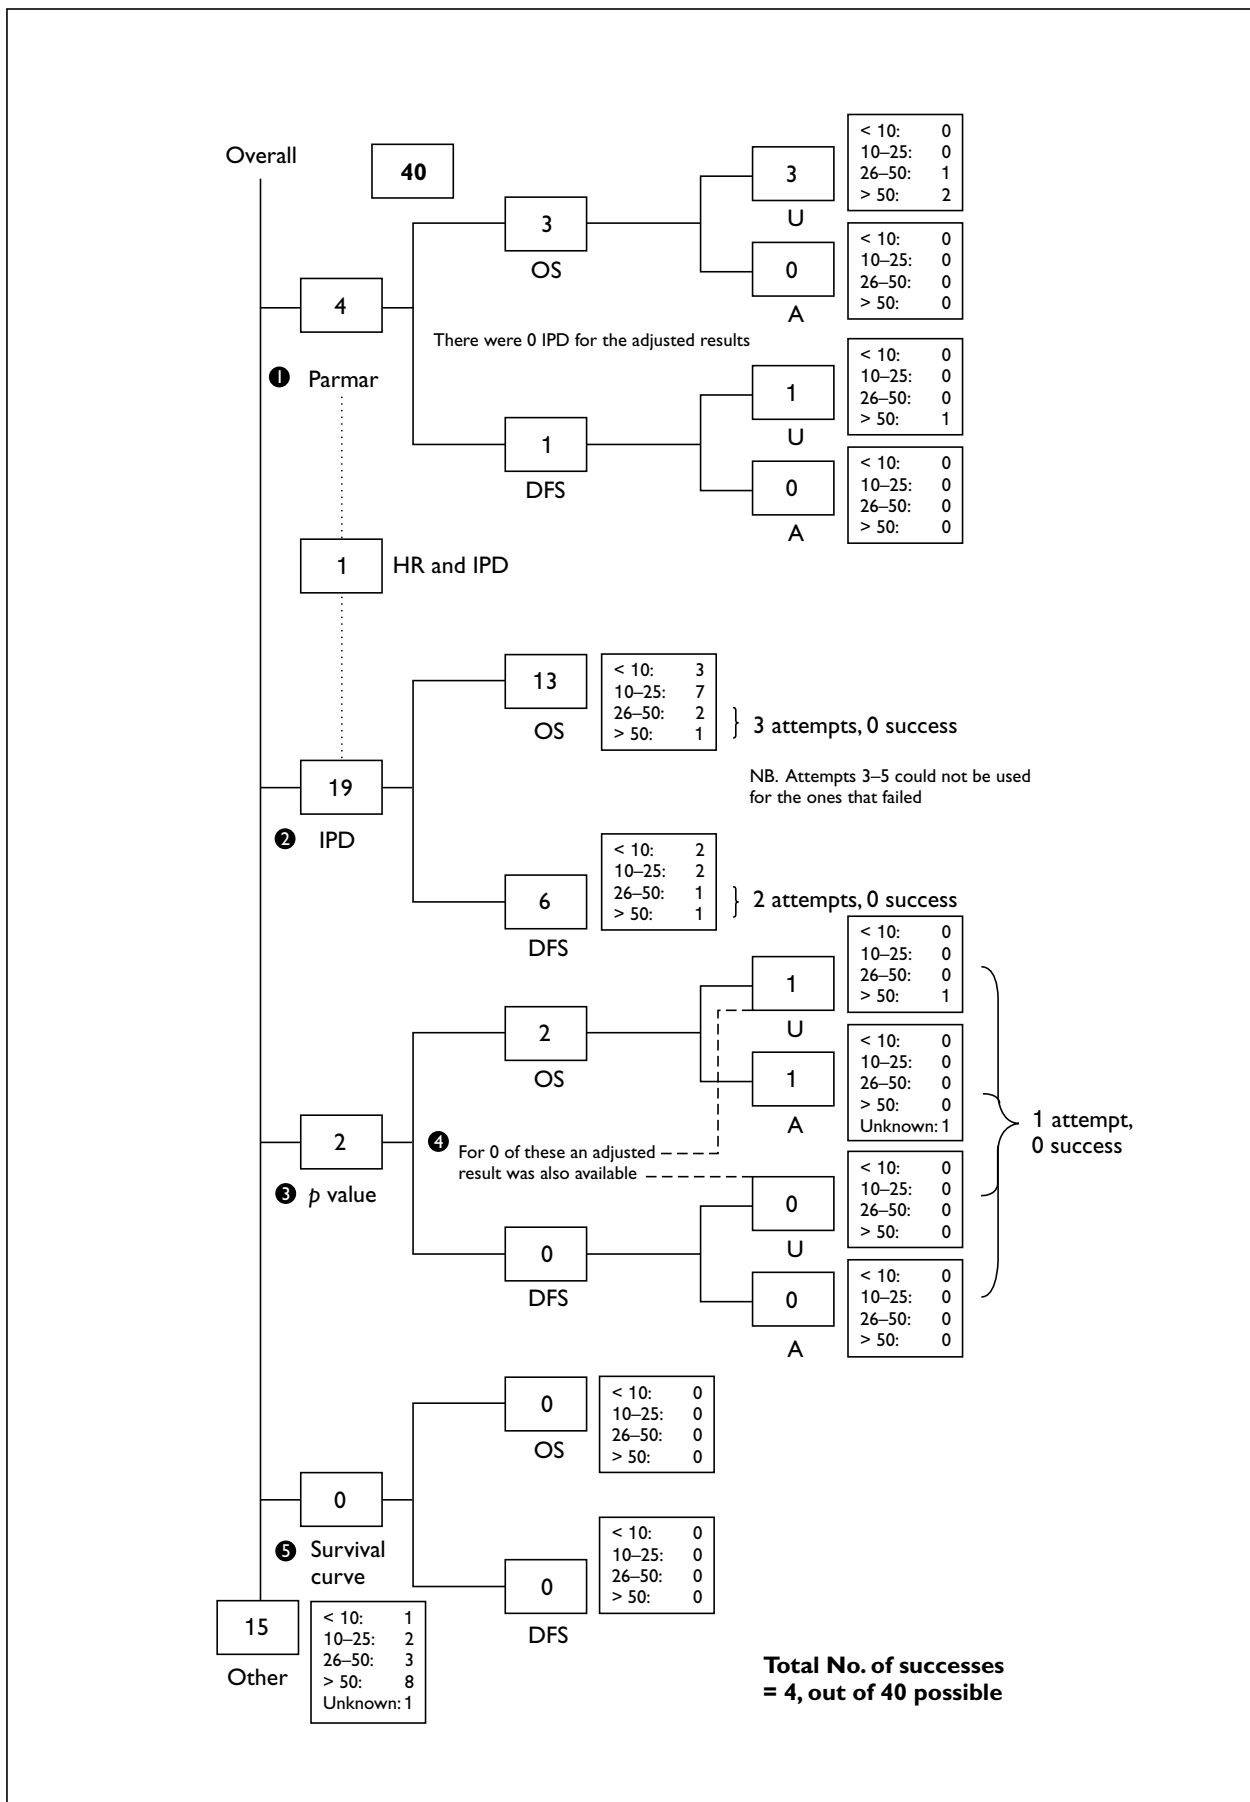 Overall
40
4
❶ Parmar
3
OS
3
U
< 10: 0
10–25: 0
26–50: 1
> 50: 2
0
A
< 10: 0
10–25: 0
26–50: 0
> 50: 0
There were 0 IPD for the adjusted results
1
DFS
1
U
< 10: 0
10–25: 0
26–50: 0
> 50: 1
0
A
< 10: 0
10–25: 0
26–50: 0
> 50: 0
1
HR and IPD
19
❷ IPD
13
OS
< 10: 3
10–25: 7
26–50: 2
> 50: 1
3 attempts, 0 success
NB. Attempts 3–5 could not be used
for the ones that failed
6
DFS
< 10: 2
10–25: 2
26–50: 1
> 50: 1
2 attempts, 0 success
2
❸ p value
2
OS
1
U
< 10: 0
10–25: 0
26–50: 0
> 50: 1
1
A
< 10: 0
10–25: 0
26–50: 0
> 50: 0
Unknown: 1
❹ For 0 of these an adjusted
result was also available
0
DFS
0
U
< 10: 0
10–25: 0
26–50: 0
> 50: 0
0
A
< 10: 0
10–25: 0
26–50: 0
> 50: 0
1 attempt,
0 success
0
❺ Survival
curve
0
OS
< 10: 0
10–25: 0
26–50: 0
> 50: 0
0
DFS
< 10: 0
10–25: 0
26–50: 0
> 50: 0
15
Other
< 10: 1
10–25: 2
26–50: 3
> 50: 8
Unknown: 1
Total No. of successes
= 4, out of 40 possible